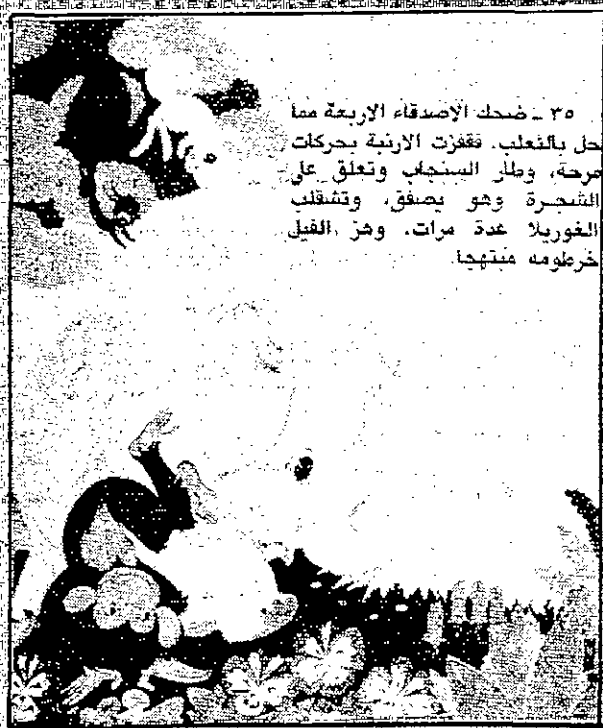 ٣٥ ـ ضحك الاصدقاء الاربعة مما
حل بالثعلب. فقفزت الارنبة بحركات
مرحة، وطار السنجاب وتعلق على
الشجرة وهو يصفق، وتشقلب
الغوريلا عدة مرات. وهز الفيل
خرطومه مبتهجا.